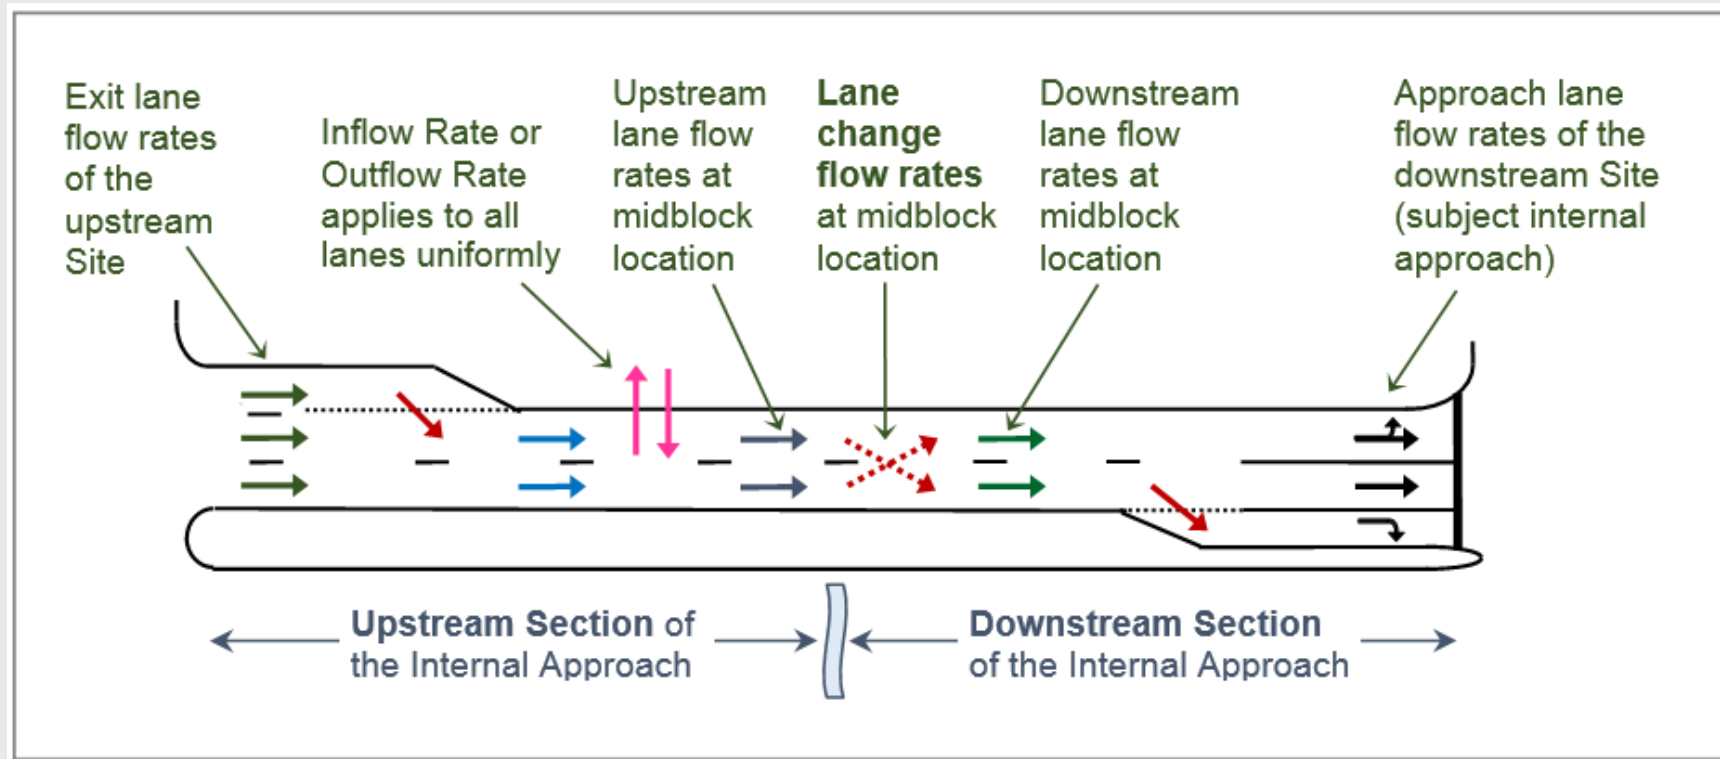 Exit lane
flow rates
of the
upstream
Site
Inflow Rate or
Outflow Rate
applies to all
lanes uniformly
Upstream
lane flow
rates at
midblock
location
Lane
change
flow rates
at midblock
location
Downstream
lane flow
rates at
midblock
location
Approach lane
flow rates of the
downstream Site
(subject internal
approach)
Upstream Section of
the Internal Approach
Downstream Section
of the Internal Approach